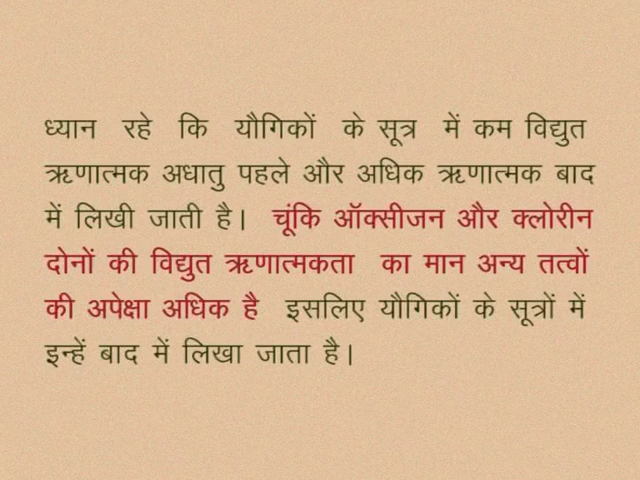 ध्यान रहे कि यौगिकों के सूत्र में कम विद्युत
ऋणात्मक अधातु पहले और अधिक ऋणात्मक बाद
में लिखी जाती है। चूंकि ऑक्सीजन और क्लोरीन
दोनों की विद्युत ऋणात्मकता का मान अन्य तत्वों
की अपेक्षा अधिक है इसलिए यौगिकों के सूत्रों में
इन्हें बाद में लिखा जाता है।